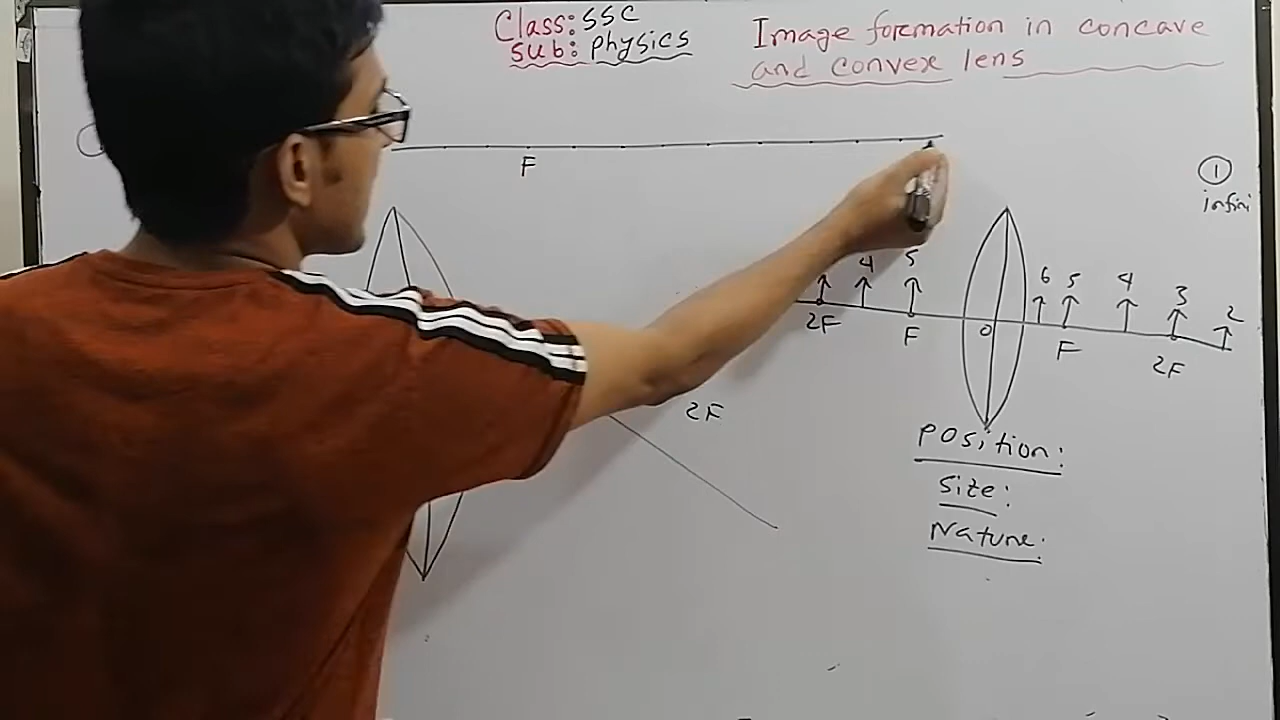 Class: SSC
Sub: Physics
Image formation in concave
and convex lens
F
1
infini
4 5
6 5 4 3 2
2F F O F 2F
2F
Position:
Size:
Nature: